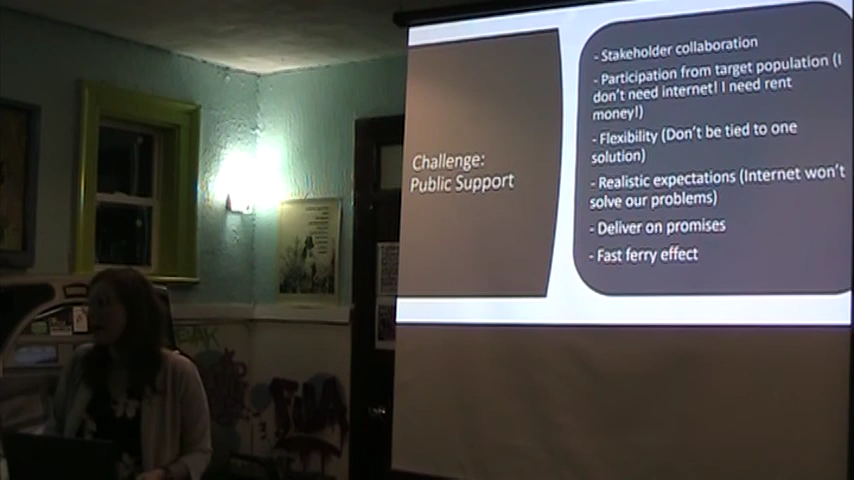 Challenge:
Public Support
- Stakeholder collaboration
- Participation from target population (I
don't need internet! I need rent
money!)
- Flexibility (Don't be tied to one
solution)
- Realistic expectations (Internet won't
solve our problems)
- Deliver on promises
- Fast ferry effect